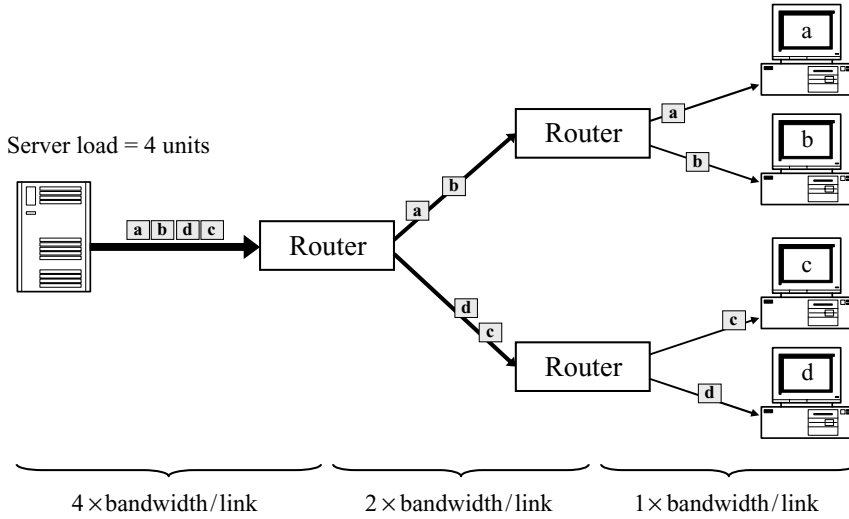 a
Router
a
Server load = 4 units
b
b
b
a
a b d c
Router
c
d
c
c
Router
d
d
4 × bandwidth/link
2 × bandwidth/link
1 × bandwidth/link